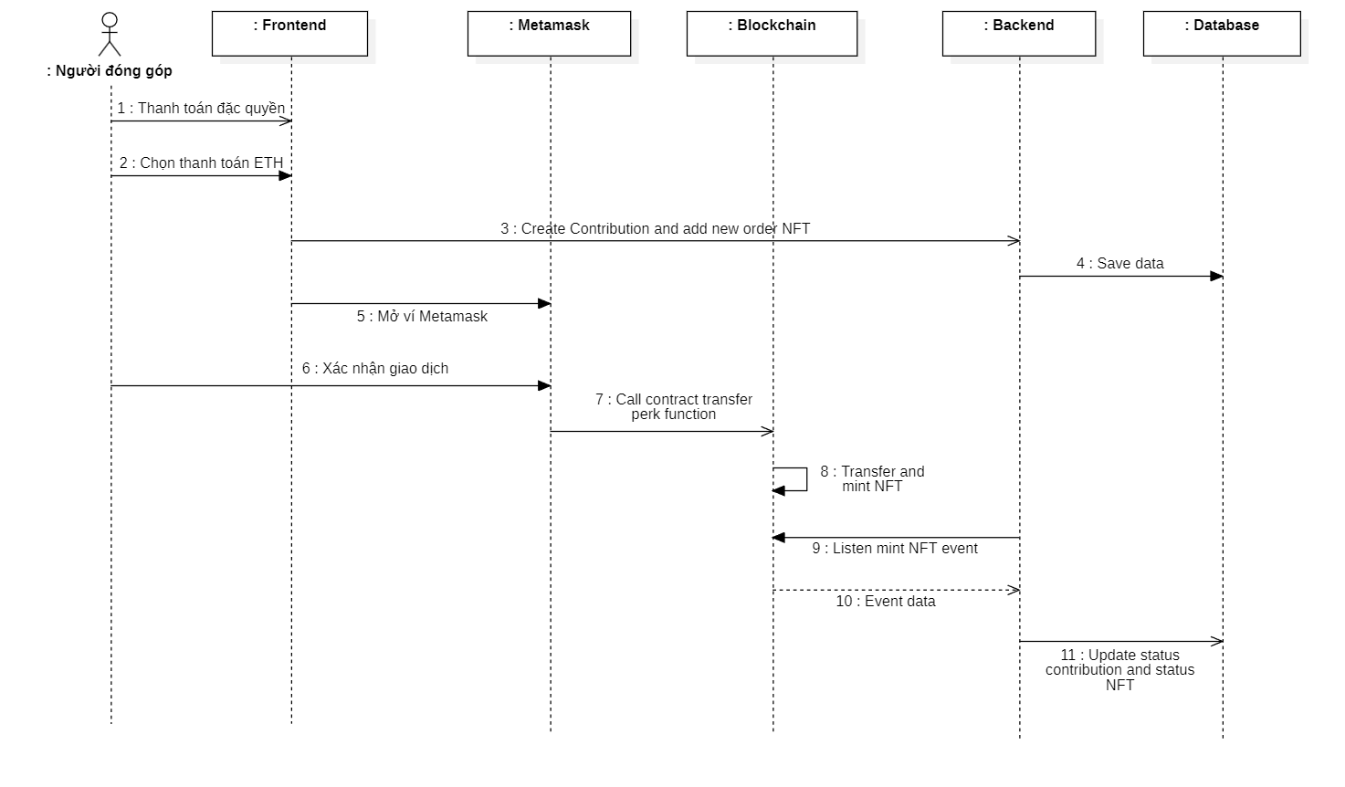 : Frontend
: Metamask
: Blockchain
: Backend
: Database
: Người đóng góp
1 : Thanh toán đặc quyền
2 : Chọn thanh toán ETH
3 : Create Contribution and add new order NFT
4 : Save data
5 : Mở ví Metamask
6 : Xác nhận giao dịch
7 : Call contract transfer
perk function
8 : Transfer and
mint NFT
9 : Listen mint NFT event
10 : Event data
11 : Update status
contribution and status
NFT